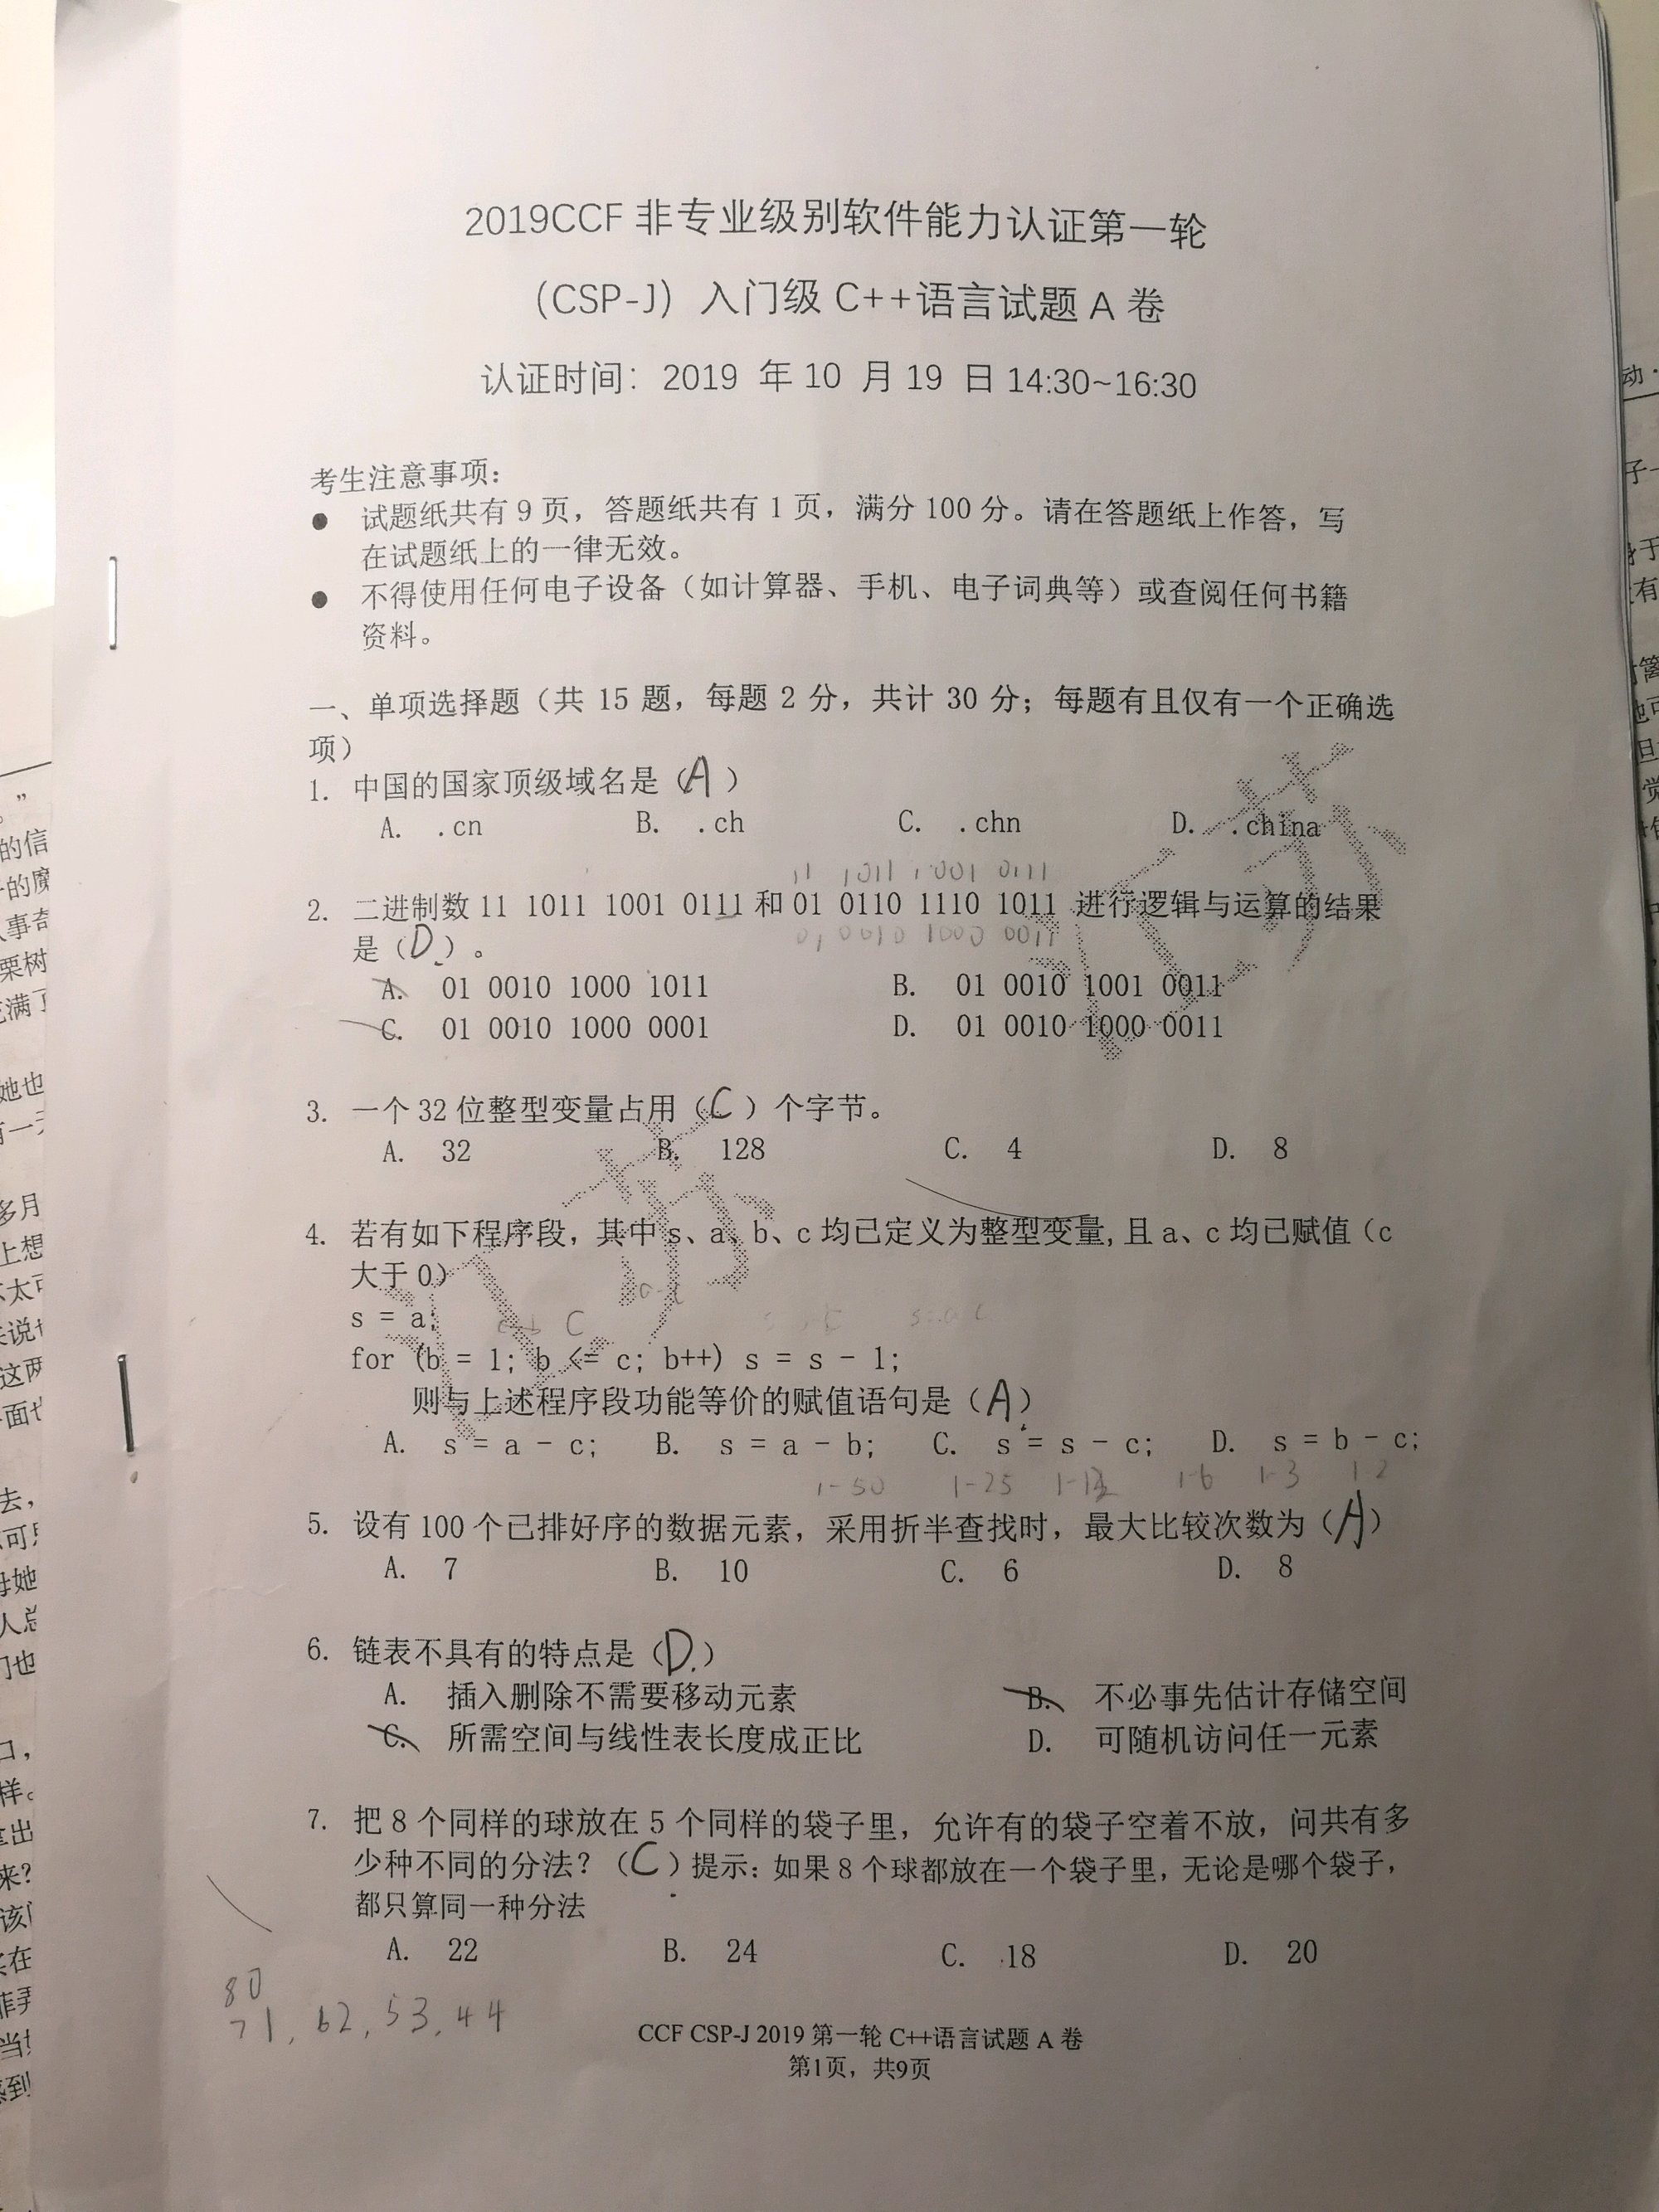 2019CCF 非专业级别软件能力认证第一轮
（CSP-J）入门级 C++语言试题 A 卷
认证时间：2019 年 10 月 19 日 14:30~16:30
考生注意事项：
● 试题纸共有 9 页，答题纸共有 1 页，满分 100 分。请在答题纸上作答，写
在试题纸上的一律无效。
● 不得使用任何电子设备（如计算器、手机、电子词典等）或查阅任何书籍
资料。
一、单项选择题（共 15 题，每题 2 分，共计 30 分；每题有且仅有一个正确选
项）
1. 中国的国家顶级域名是（A）
A. .cn B. .ch C. .chn D. .china
11 1011 1001 0111
2. 二进制数 11 1011 1001 0111 和 01 0110 1110 1011 进行逻辑与运算的结果
01 0010 1000 0011
是（D）。
A. 01 0010 1000 1011 B. 01 0010 1001 0011
C. 01 0010 1000 0001 D. 01 0010 1000 0011
3. 一个 32 位整型变量占用（C）个字节。
A. 32 B. 128 C. 4 D. 8
4. 若有如下程序段，其中 s、a、b、c 均已定义为整型变量,且 a、c 均已赋值（c
大于 0）
s = a;
for (b = 1; b <= c; b++) s = s - 1;
则与上述程序段功能等价的赋值语句是（A）
A. s = a - c; B. s = a - b; C. s = s - c; D. s = b - c;
1-50 1-25 1-12 1-6 1-3 1-2
5. 设有 100 个已排好序的数据元素，采用折半查找时，最大比较次数为（A）
A. 7 B. 10 C. 6 D. 8
6. 链表不具有的特点是（D）
A. 插入删除不需要移动元素 B. 不必事先估计存储空间
C. 所需空间与线性表长度成正比 D. 可随机访问任一元素
7. 把 8 个同样的球放在 5 个同样的袋子里，允许有的袋子空着不放，问共有多
少种不同的分法？（C）提示：如果 8 个球都放在一个袋子里，无论是哪个袋子，
都只算同一种分法
A. 22 B. 24 C. 18 D. 20
80
71, 62, 53, 44
CCF CSP-J 2019 第一轮 C++语言试题 A 卷
第1页，共9页